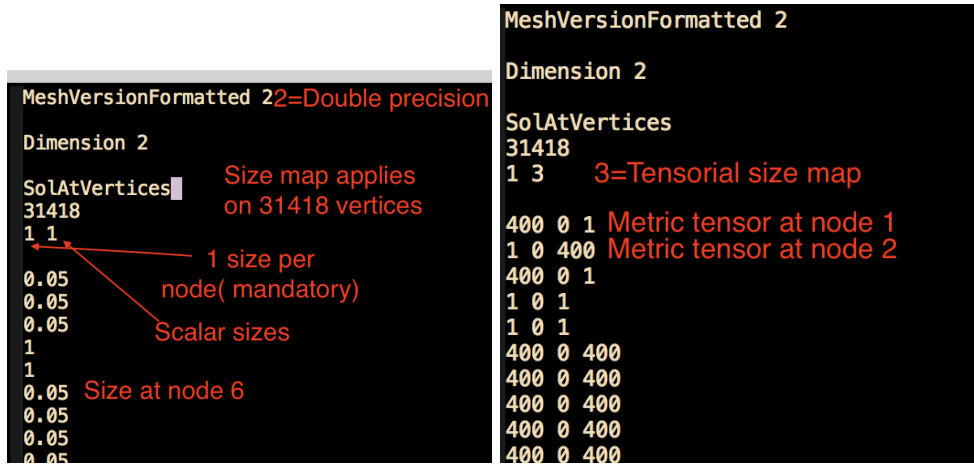 MeshVersionFormatted 22=Double precision
Dimension 2
SolAtVertices
Size map applies
on 31418 vertices
31418
1 1
1 size per
node( mandatory)
0.05
0.05
0.05
Scalar sizes
1
1
0.05 Size at node 6
0.05
0.05
0.05
MeshVersionFormatted 2
Dimension 2
SolAtVertices
31418
1 3 3=Tensorial size map
400 0 1 Metric tensor at node 1
1 0 400 Metric tensor at node 2
400 0 1
1 0 1
1 0 1
400 0 400
400 0 400
400 0 400
400 0 400
400 0 400